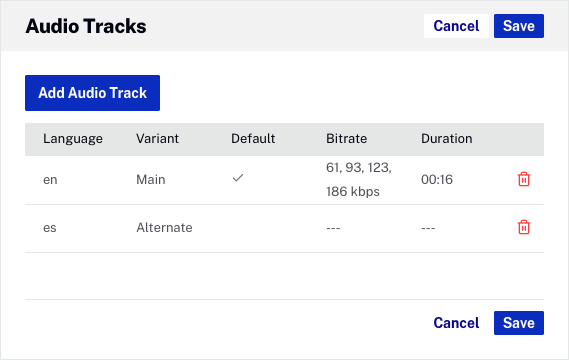 Audio Tracks Cancel Save
Add Audio Track
Language Variant Default Bitrate Duration
en Main 61, 93, 123, 186 kbps 00:16
es Alternate --- ---
Cancel Save